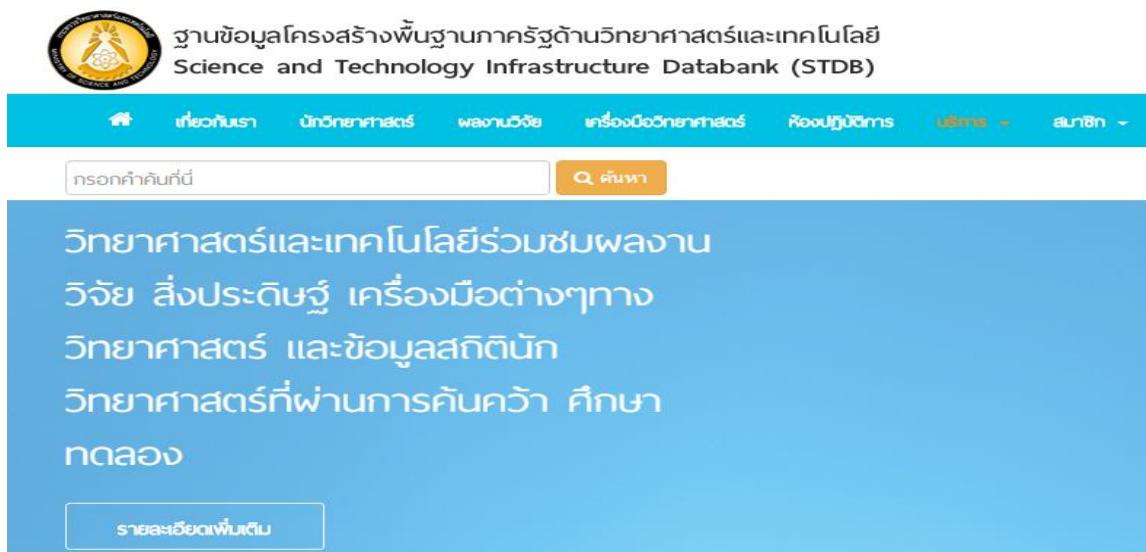 ฐานข้อมูลโครงสร้างพื้นฐานภาครัฐด้านวิทยาศาสตร์และเทคโนโลยี
Science and Technology Infrastructure Databank (STDB)
เกี่ยวกับเรา นักวิทยาศาสตร์ ผลงานวิจัย เครื่องมือวิทยาศาสตร์ ห้องปฏิบัติการ บริการ สมาชิก
กรอกคำค้นที่นี่ ค้นหา
วิทยาศาสตร์และเทคโนโลยีร่วมชมผลงาน
วิจัย สิ่งประดิษฐ์ เครื่องมือต่างๆทาง
วิทยาศาสตร์ และข้อมูลสถิตินัก
วิทยาศาสตร์ที่ผ่านการค้นคว้า ศึกษา
ทดลอง
รายละเอียดเพิ่มเติม